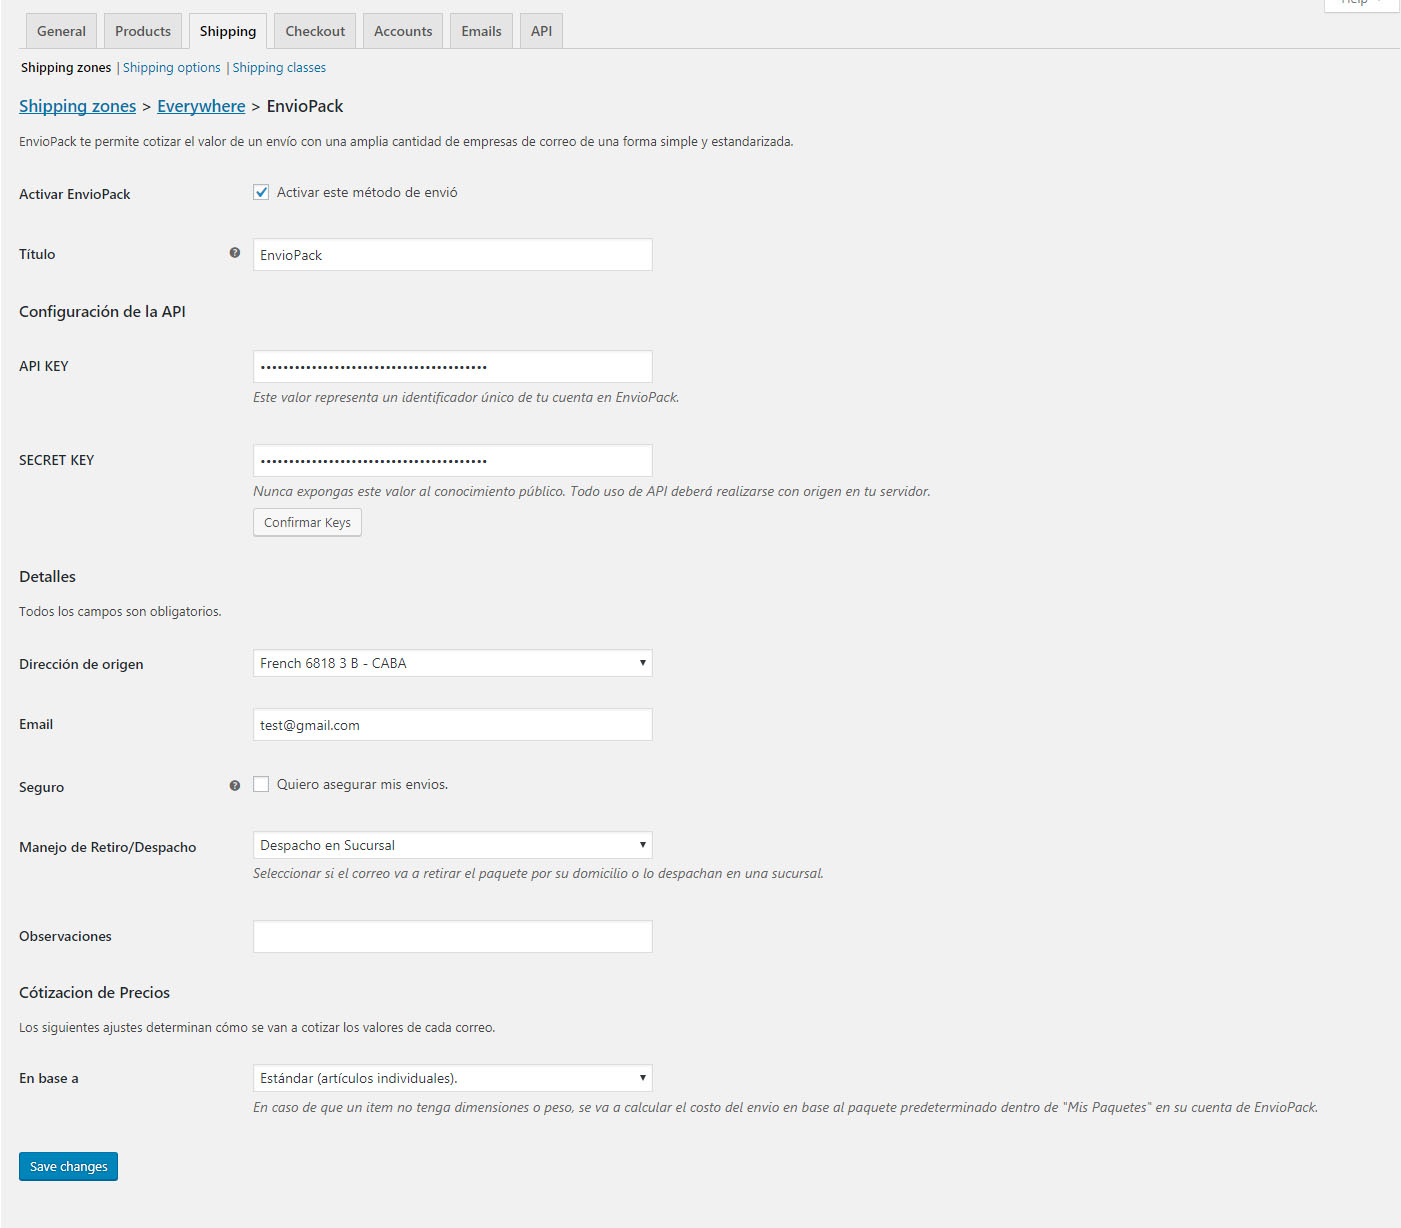 Help
General Products Shipping Checkout Accounts Emails API
Shipping zones | Shipping options | Shipping classes
Shipping zones > Everywhere > EnvioPack
EnvioPack te permite cotizar el valor de un envío con una amplia cantidad de empresas de correo de una forma simple y estandarizada.
Activar EnvioPack
Activar este método de envió
Título
EnvioPack
Configuración de la API
API KEY
Este valor representa un identificador único de tu cuenta en EnvioPack.
SECRET KEY
Nunca expongas este valor al conocimiento público. Todo uso de API deberá realizarse con origen en tu servidor.
Confirmar Keys
Detalles
Todos los campos son obligatorios.
Dirección de origen
French 6818 3 B - CABA
Email
test@gmail.com
Seguro
Quiero asegurar mis envios.
Manejo de Retiro/Despacho
Despacho en Sucursal
Seleccionar si el correo va a retirar el paquete por su domicilio o lo despachan en una sucursal.
Observaciones
Cótizacion de Precios
Los siguientes ajustes determinan cómo se van a cotizar los valores de cada correo.
En base a
Estándar (artículos individuales).
En caso de que un item no tenga dimensiones o peso, se va a calcular el costo del envio en base al paquete predeterminado dentro de "Mis Paquetes" en su cuenta de EnvioPack.
Save changes